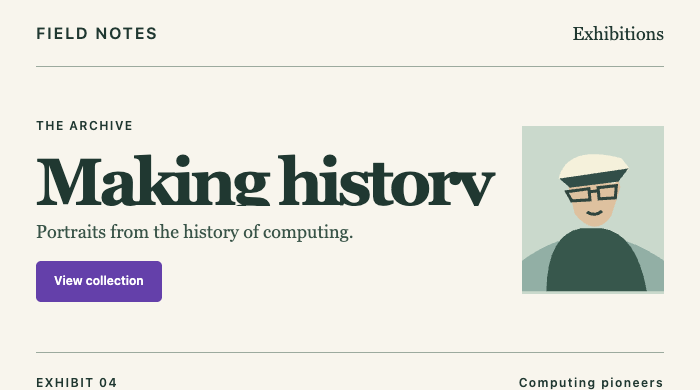 FIELD NOTES
Exhibitions
THE ARCHIVE
Making history
Portraits from the history of computing.
View collection
EXHIBIT 04
Computing pioneers